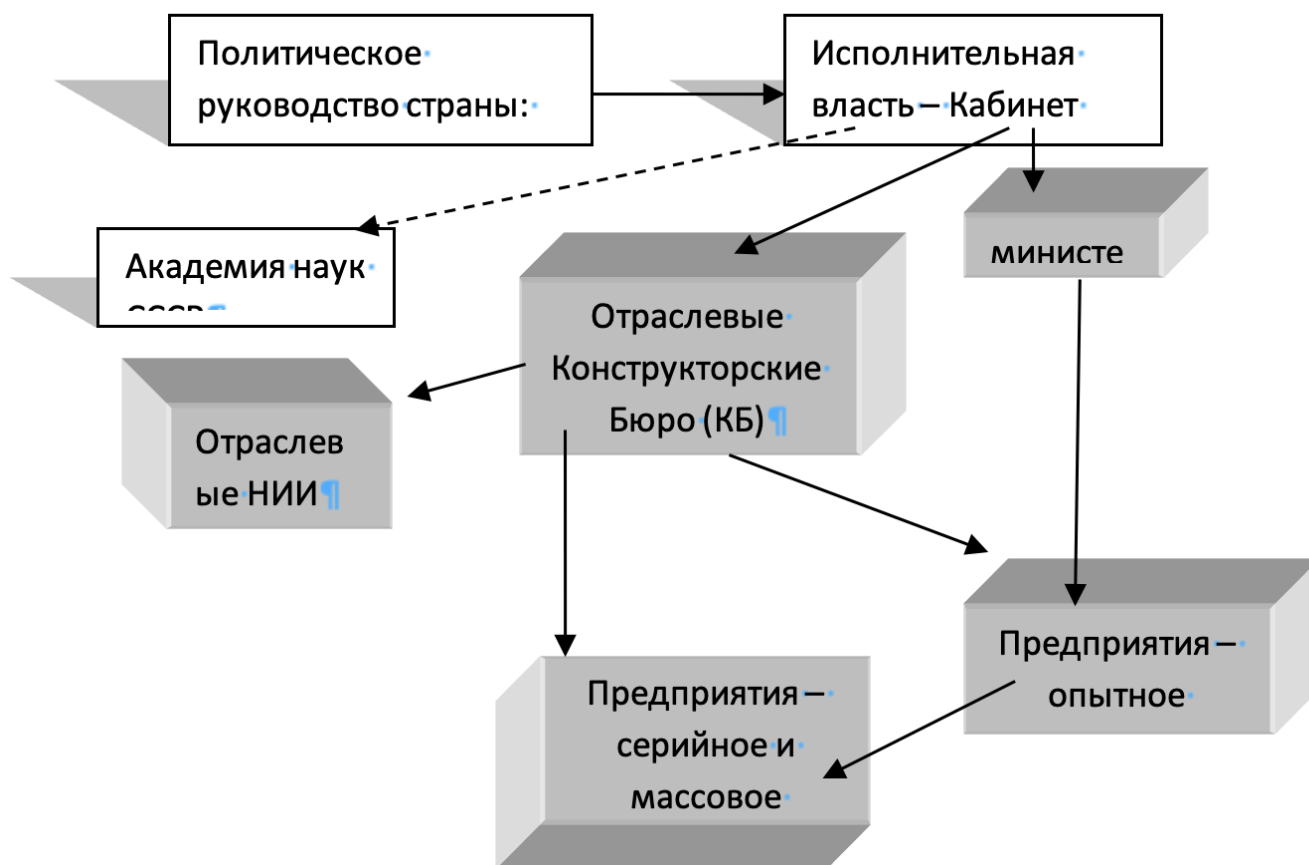 Политическое
руководство страны:
Исполнительная
власть – Кабинет
министе
Академия наук
СССР¶
Отраслевые
Конструкторские
Бюро (КБ)¶
Отраслев
ые НИИ¶
Предприятия –
опытное
Предприятия –
серийное и
массовое